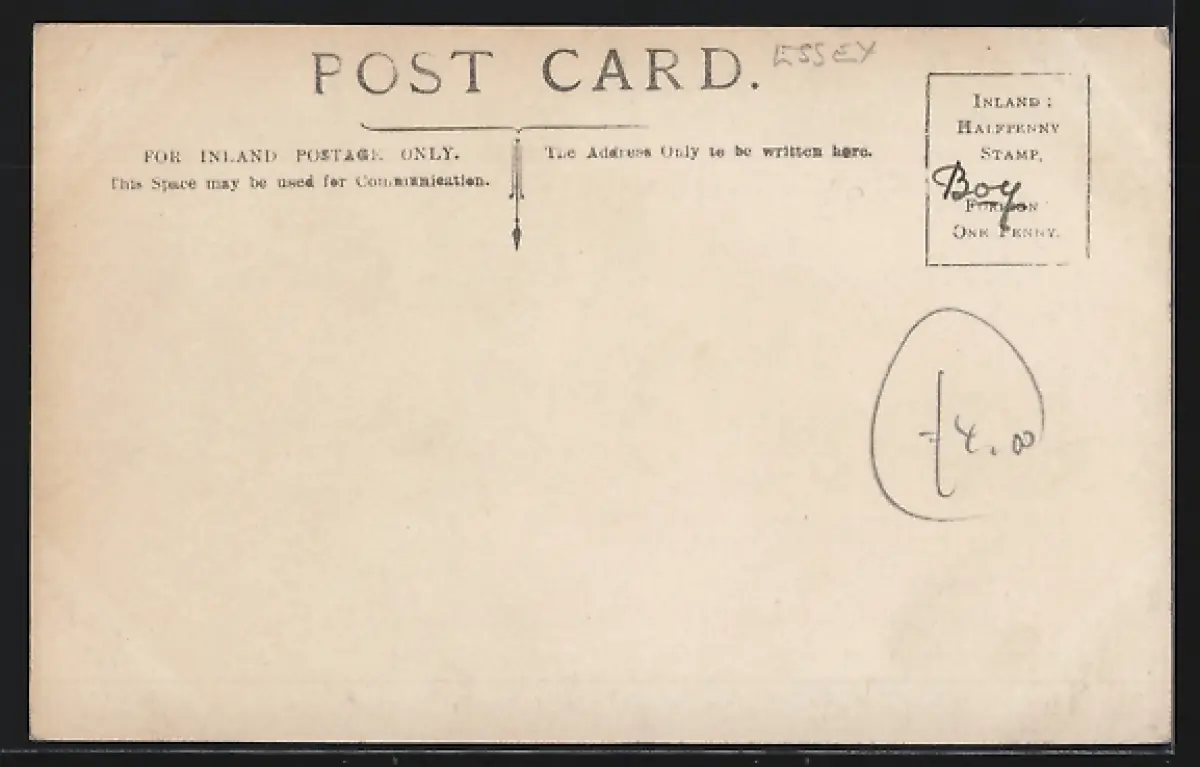 POST CARD.
ESSEY
FOR INLAND POSTAGE ONLY.
This Space may be used for Communication.
The Address Only to be written here.
INLAND:
HALFPENNY
STAMP,
Boy
FOREIGN
ONE PENNY.
4.00